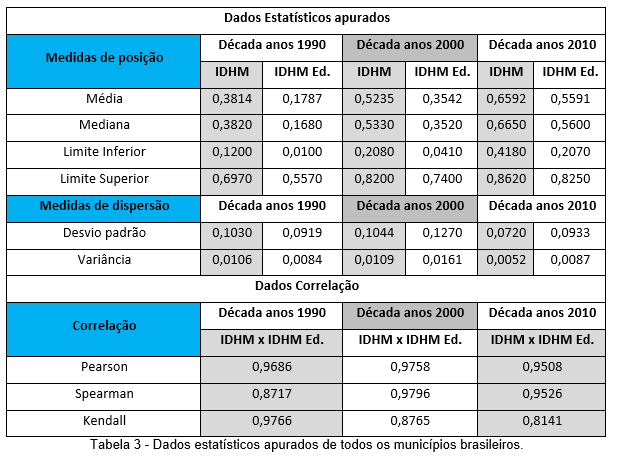 Dados Estatísticos apurados
Medidas de posição Década anos 1990 Década anos 2000 Década anos 2010
IDHM IDHM Ed. IDHM IDHM Ed. IDHM IDHM Ed.
Média 0,3814 0,1787 0,5235 0,3542 0,6592 0,5591
Mediana 0,3820 0,1680 0,5330 0,3520 0,6650 0,5600
Limite Inferior 0,1200 0,0100 0,2080 0,0410 0,4180 0,2070
Limite Superior 0,6970 0,5570 0,8200 0,7400 0,8620 0,8250
Medidas de dispersão Década anos 1990 Década anos 2000 Década anos 2010
Desvio padrão 0,1030 0,0919 0,1044 0,1270 0,0720 0,0933
Variância 0,0106 0,0084 0,0109 0,0161 0,0052 0,0087
Dados Correlação
Correlação Década anos 1990 Década anos 2000 Década anos 2010
IDHM x IDHM Ed. IDHM x IDHM Ed. IDHM x IDHM Ed.
Pearson 0,9686 0,9758 0,9508
Spearman 0,8717 0,9796 0,9526
Kendall 0,9766 0,8765 0,8141
Tabela 3 - Dados estatísticos apurados de todos os municípios brasileiros.